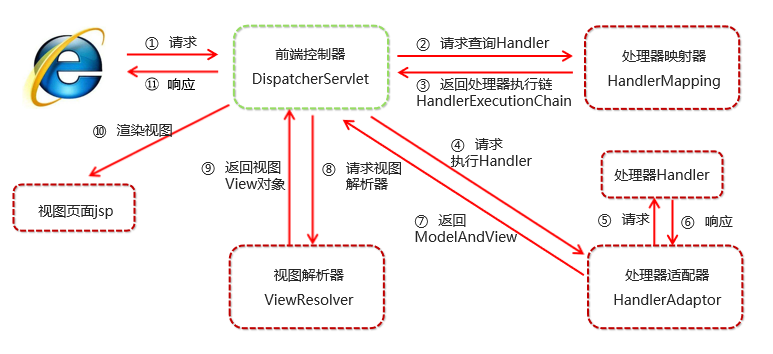 ① 请求
⑪ 响应
前端控制器
DispatcherServlet
② 请求查询Handler
③ 返回处理器执行链
HandlerExecutionChain
处理器映射器
HandlerMapping
⑩ 渲染视图
视图页面jsp
⑨ 返回视图
View对象
⑧ 请求视图
解析器
④ 请求
执行Handler
⑦ 返回
ModelAndView
处理器Handler
⑤ 请求
⑥ 响应
视图解析器
ViewResolver
处理器适配器
HandlerAdaptor